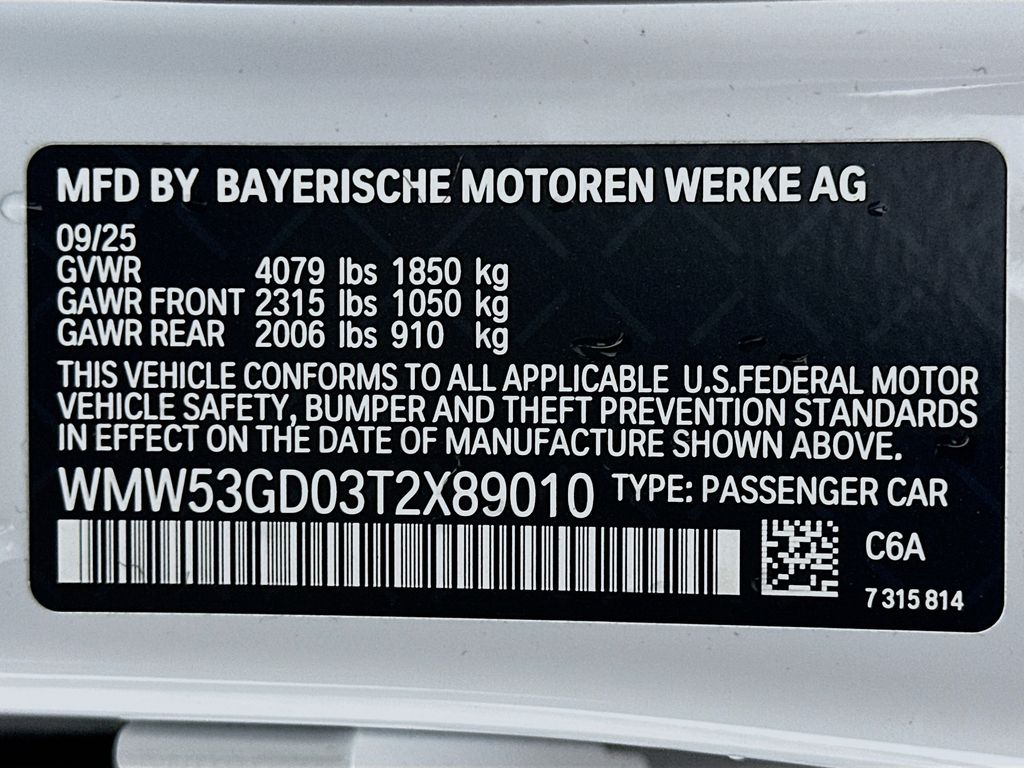 MFD BY BAYERISCHE MOTOREN WERKE AG
09/25
GVWR 4079 lbs 1850 kg
GAWR FRONT 2315 lbs 1050 kg
GAWR REAR 2006 lbs 910 kg
THIS VEHICLE CONFORMS TO ALL APPLICABLE U.S.FEDERAL MOTOR
VEHICLE SAFETY, BUMPER AND THEFT PREVENTION STANDARDS
IN EFFECT ON THE DATE OF MANUFACTURE SHOWN ABOVE.
WMW53GD03T2X89010 TYPE: PASSENGER CAR
C6A
7 315 814